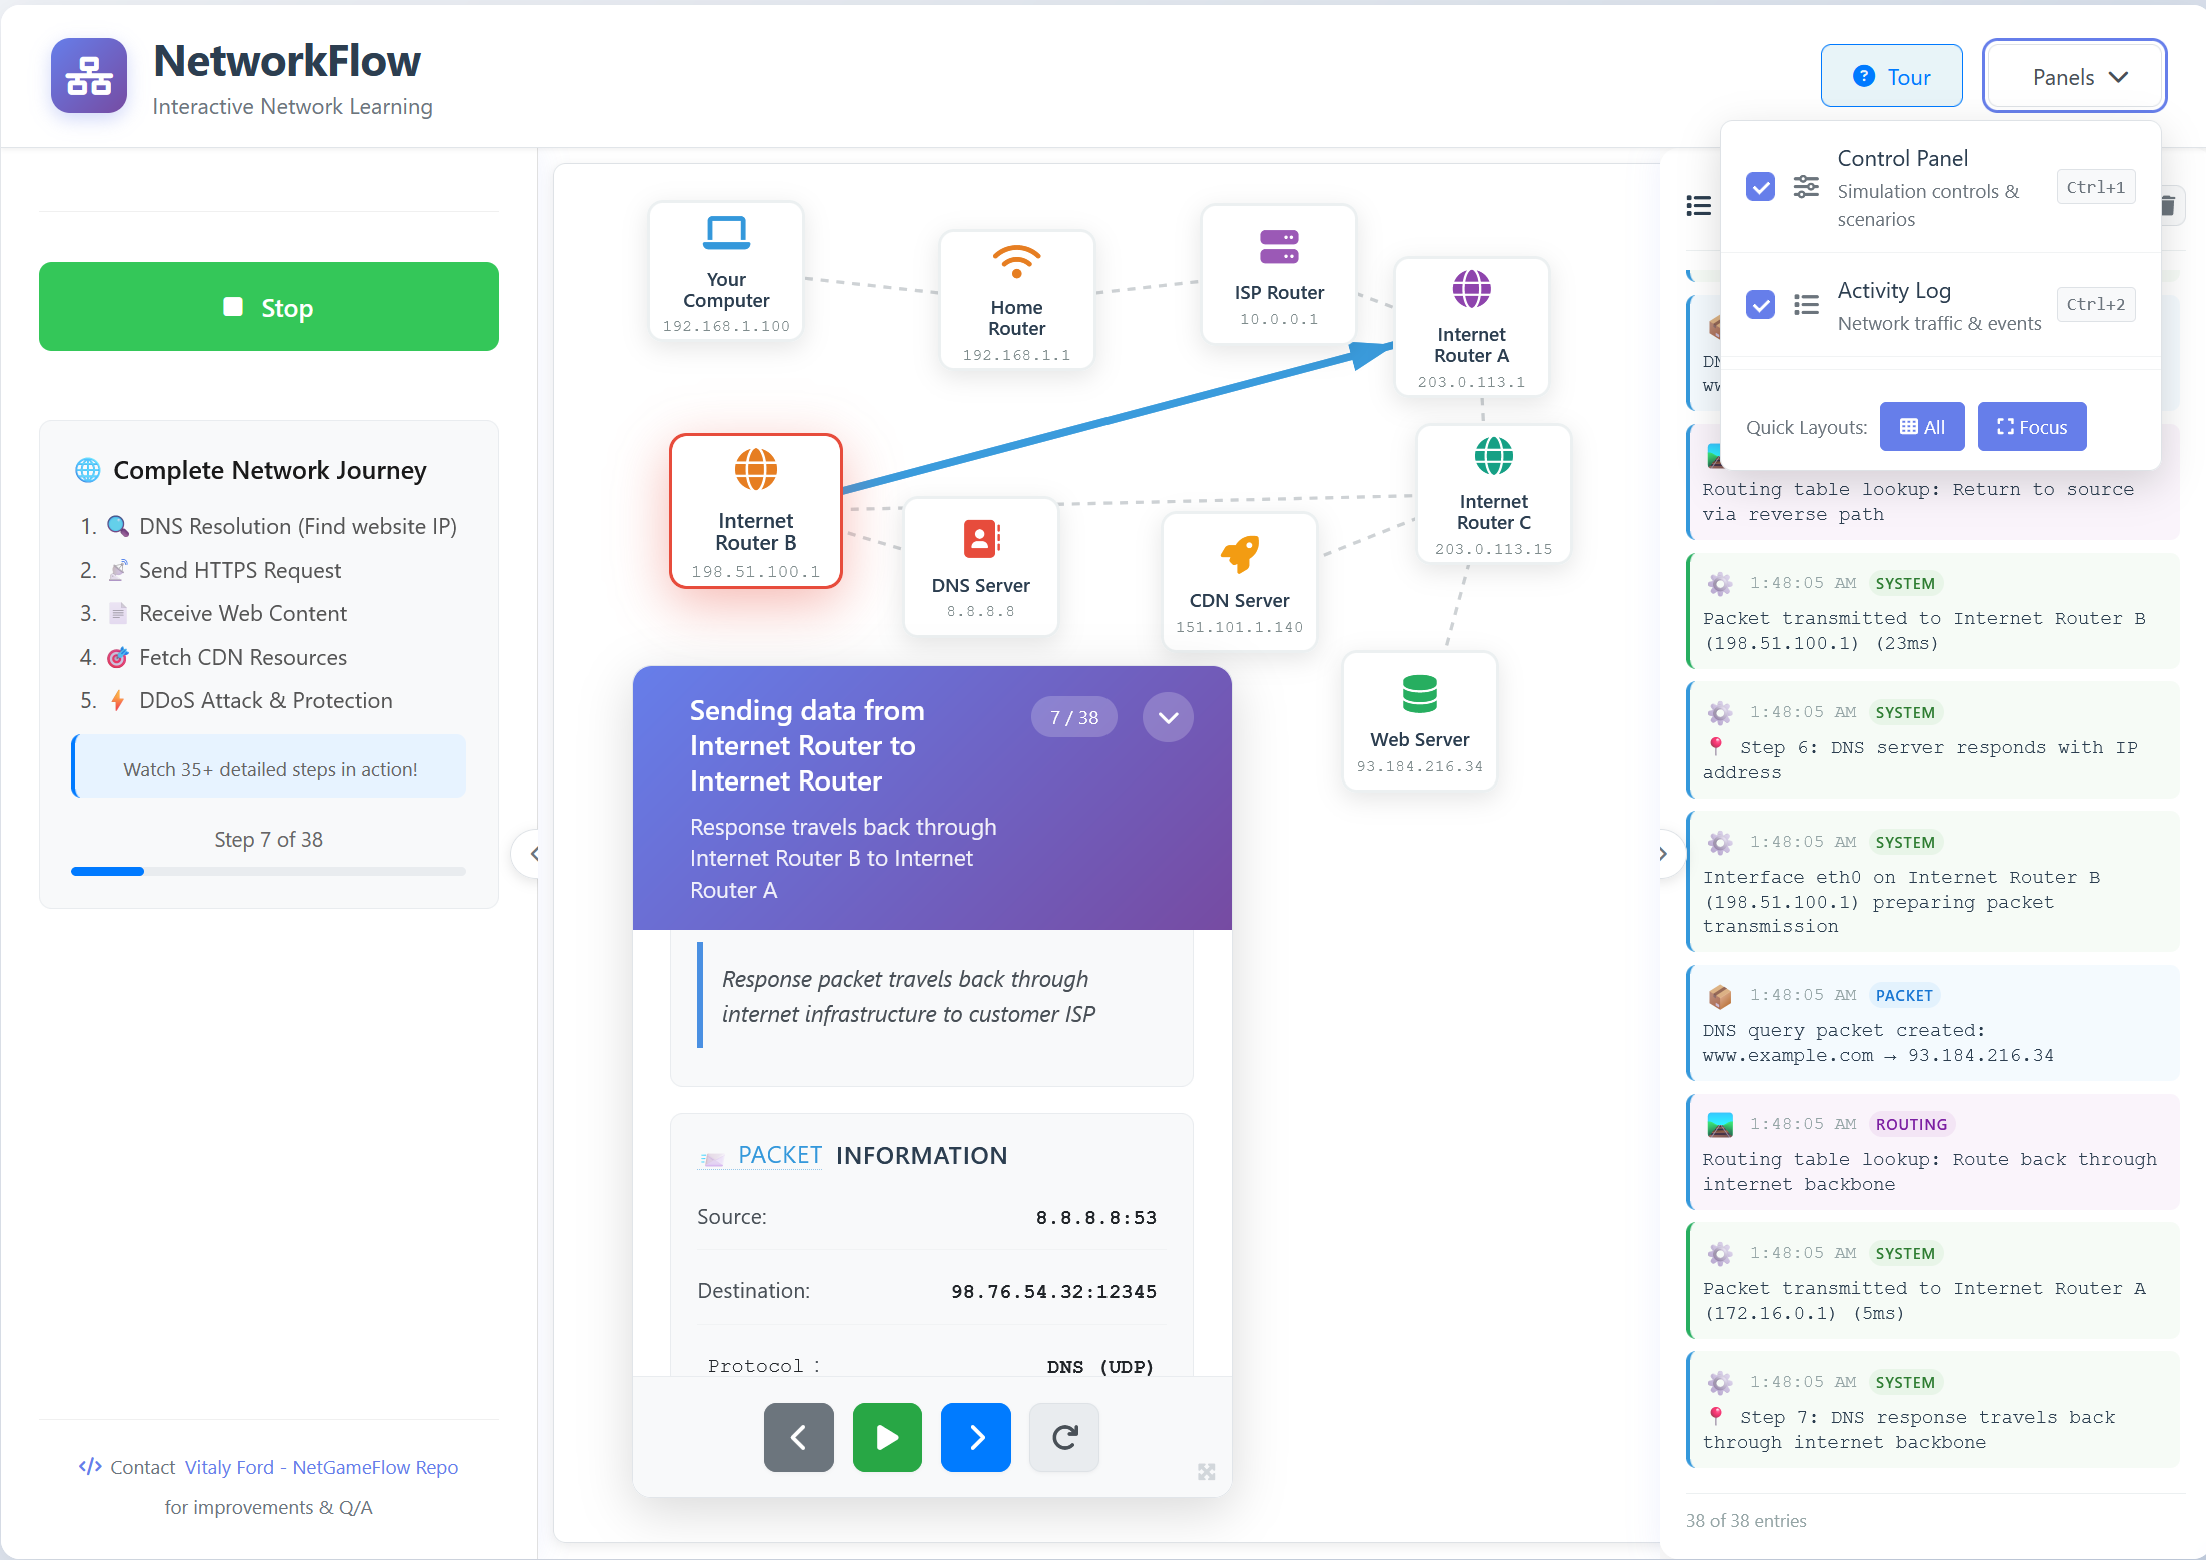 NetworkFlow
Interactive Network Learning
Tour
Panels
Control Panel
Simulation controls &
scenarios
Ctrl+1
Activity Log
Network traffic & events
Ctrl+2
Quick Layouts:
All
Focus
Stop
Complete Network Journey
1. DNS Resolution (Find website IP)
2. Send HTTPS Request
3. Receive Web Content
4. Fetch CDN Resources
5. DDoS Attack & Protection
Watch 35+ detailed steps in action!
Step 7 of 38
Contact Vitaly Ford - NetGameFlow Repo
for improvements & Q/A
Your
Computer
192.168.1.100
Home
Router
192.168.1.1
ISP Router
10.0.0.1
Internet
Router A
203.0.113.1
Internet
Router B
198.51.100.1
DNS Server
8.8.8.8
CDN Server
151.101.1.140
Internet
Router C
203.0.113.15
Web Server
93.184.216.34
Sending data from
Internet Router to
Internet Router
7 / 38
Response travels back through
Internet Router B to Internet
Router A
Response packet travels back through
internet infrastructure to customer ISP
PACKET INFORMATION
Source: 8.8.8.8:53
Destination: 98.76.54.32:12345
Protocol : DNS (UDP)
Routing table lookup: Return to source
via reverse path
1:48:05 AM SYSTEM
Packet transmitted to Internet Router B
(198.51.100.1) (23ms)
1:48:05 AM SYSTEM
Step 6: DNS server responds with IP
address
1:48:05 AM SYSTEM
Interface eth0 on Internet Router B
(198.51.100.1) preparing packet
transmission
1:48:05 AM PACKET
DNS query packet created:
www.example.com → 93.184.216.34
1:48:05 AM ROUTING
Routing table lookup: Route back through
internet backbone
1:48:05 AM SYSTEM
Packet transmitted to Internet Router A
(172.16.0.1) (5ms)
1:48:05 AM SYSTEM
Step 7: DNS response travels back
through internet backbone
38 of 38 entries